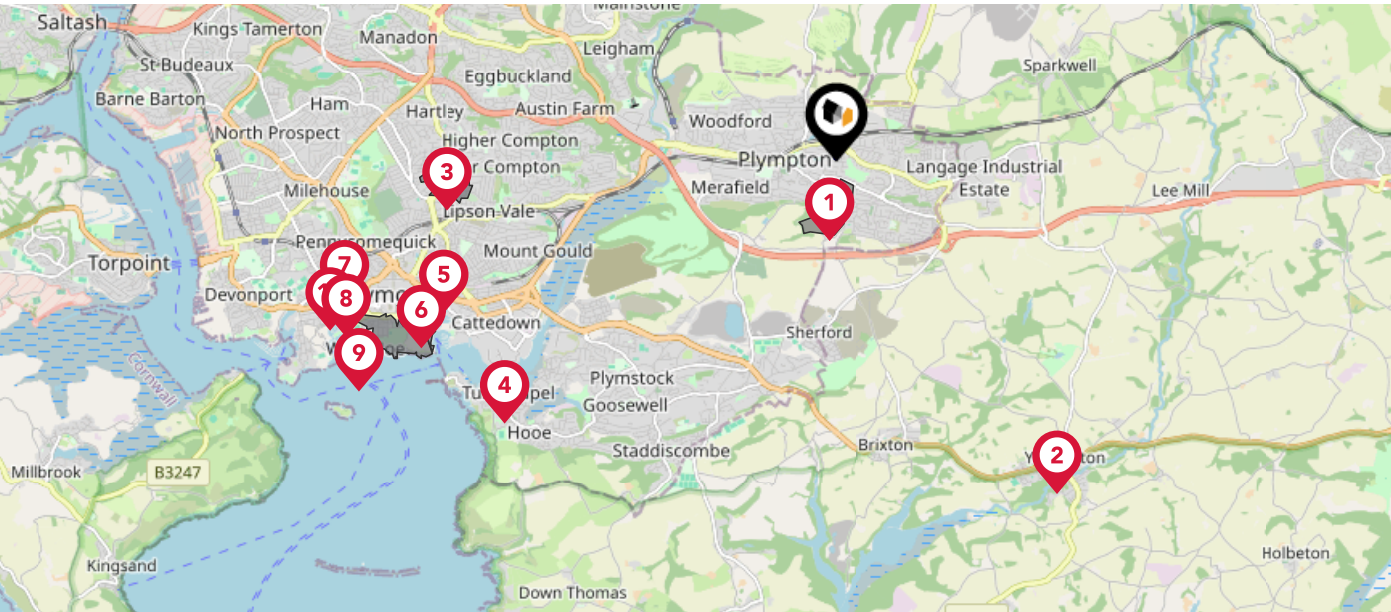 Mainstone
Saltash
Kings Tamerton
Manadon
Leigham
St Budeaux
Eggbuckland
Sparkwell
Barne Barton
Ham
Hartley
Austin Farm
Woodford
North Prospect
Higher Compton
Plympton
3
r Compton
Langage Industrial
Estate
Milehouse
Merafield
Lee Mill
1
Lipson Vale
Pennycomequick
Mount Gould
Torpoint
7
5
Devonport
8
6
Cattedown
Sherford
9
Cornwall
4
Plymstock
Goosewell
Hooe
Brixton
Staddiscombe
2
Millbrook
B3247
Holbeton
Kingsand
Down Thomas